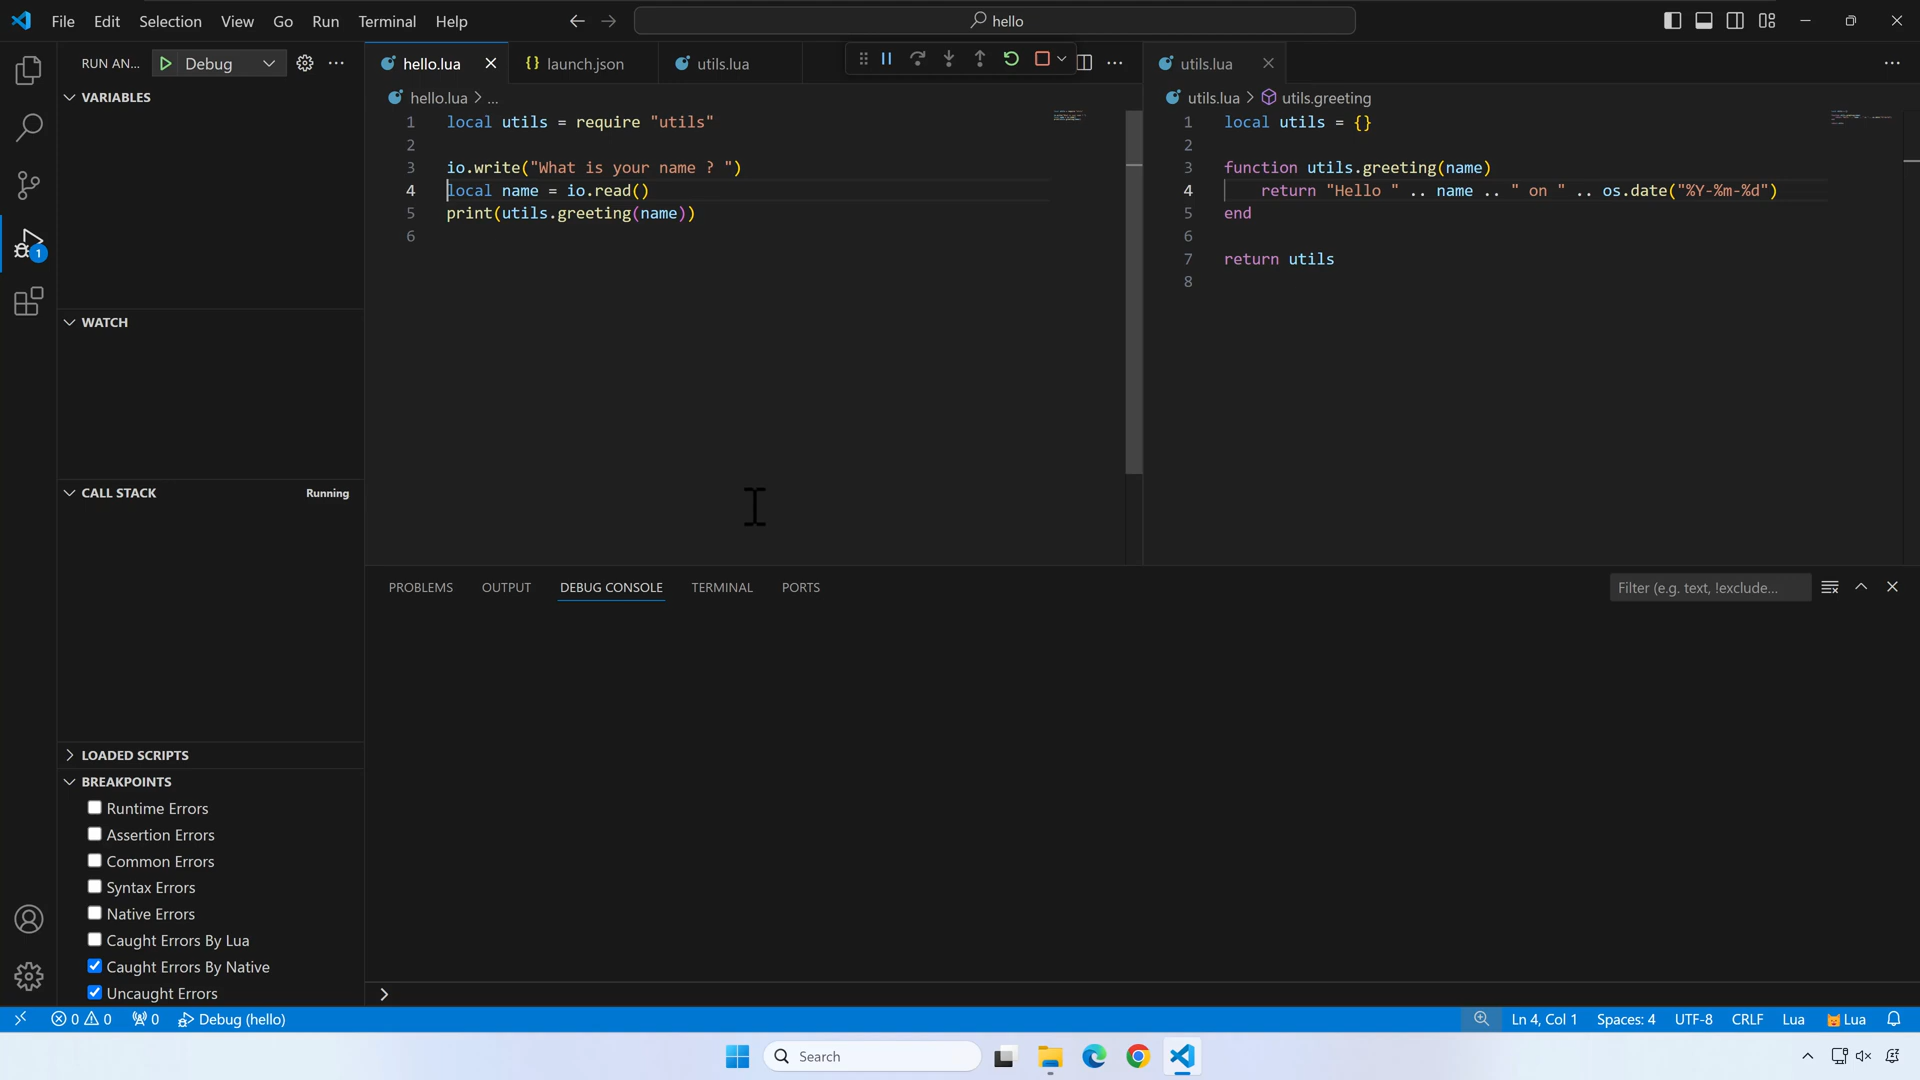 File Edit Selection View Go Run Terminal Help
hello
RUN AN... Debug
VARIABLES
WATCH
CALL STACK Running
LOADED SCRIPTS
BREAKPOINTS
Runtime Errors
Assertion Errors
Common Errors
Syntax Errors
Native Errors
Caught Errors By Lua
Caught Errors By Native
Uncaught Errors
1
hello.lua launch.json utils.lua
hello.lua > ...
1 local utils = require "utils"
2
3 io.write("What is your name ? ")
4 local name = io.read()
5 print(utils.greeting(name))
6
utils.lua
utils.lua > utils.greeting
1 local utils = {}
2
3 function utils.greeting(name)
4 return "Hello " .. name .. " on " .. os.date("%Y-%m-%d")
5 end
6
7 return utils
8
PROBLEMS OUTPUT DEBUG CONSOLE TERMINAL PORTS
Filter (e.g. text, !exclude...
>
0 0 0 Debug (hello) Ln 4, Col 1 Spaces: 4 UTF-8 CRLF Lua Lua
Search